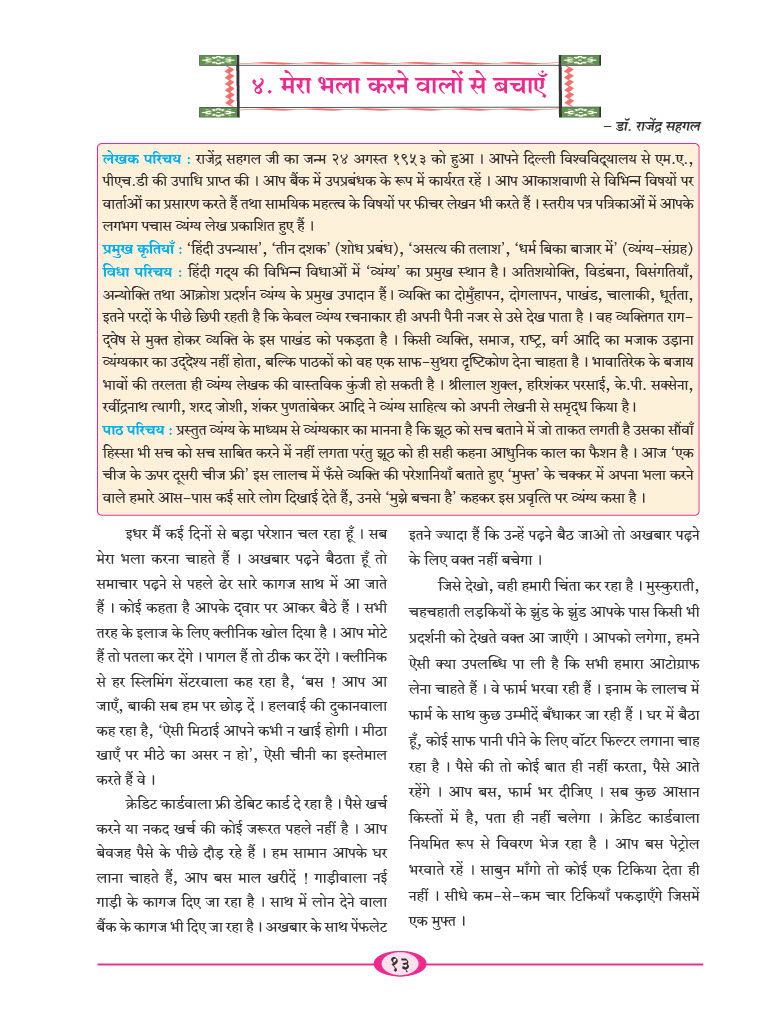 ४. मेरा भला करने वालों से बचाएँ
– डॉ. राजेंद्र सहगल
लेखक परिचय : राजेंद्र सहगल जी का जन्म २४ अगस्त १९५३ को हुआ । आपने दिल्ली विश्वविद्यालय से एम.ए.,
पीएच.डी की उपाधि प्राप्त की । आप बैंक में उपप्रबंधक के रूप में कार्यरत रहें । आप आकाशवाणी से विभिन्न विषयों पर
वार्ताओं का प्रसारण करते हैं तथा सामयिक महत्त्व के विषयों पर फीचर लेखन भी करते हैं । स्तरीय पत्र पत्रिकाओं में आपके
लगभग पचास व्यंग्य लेख प्रकाशित हुए हैं ।
प्रमुख कृतियाँ : ‘हिंदी उपन्यास’, ‘तीन दशक’ (शोध प्रबंध), ‘असत्य की तलाश’, ‘धर्म बिका बाजार में’ (व्यंग्य-संग्रह)
विधा परिचय : हिंदी गद्य की विभिन्न विधाओं में ‘व्यंग्य’ का प्रमुख स्थान है । अतिशयोक्ति, विडंबना, विसंगतियाँ,
अन्योक्ति तथा आक्रोश प्रदर्शन व्यंग्य के प्रमुख उपादान हैं । व्यक्ति का दोमुँहापन, दोगलापन, पाखंड, चालाकी, धूर्तता,
इतने परदों के पीछे छिपी रहती है कि केवल व्यंग्य रचनाकार ही अपनी पैनी नजर से उसे देख पाता है । वह व्यक्तिगत राग-
द्वेष से मुक्त होकर व्यक्ति के इस पाखंड को पकड़ता है । किसी व्यक्ति, समाज, राष्ट्र, वर्ग आदि का मजाक उड़ाना
व्यंग्यकार का उद्देश्य नहीं होता, बल्कि पाठकों को वह एक साफ-सुथरा दृष्टिकोण देना चाहता है । भावातिरेक के बजाय
भावों की तरलता ही व्यंग्य लेखक की वास्तविक कुंजी हो सकती है । श्रीलाल शुक्ल, हरिशंकर परसाई, के.पी. सक्सेना,
रवींद्रनाथ त्यागी, शरद जोशी, शंकर पुणतांबेकर आदि ने व्यंग्य साहित्य को अपनी लेखनी से समृद्ध किया है ।
पाठ परिचय : प्रस्तुत व्यंग्य के माध्यम से व्यंग्यकार का मानना है कि झूठ को सच बताने में जो ताकत लगती है उसका सौंवाँ
हिस्सा भी सच को सच साबित करने में नहीं लगता परंतु झूठ को ही सही कहना आधुनिक काल का फैशन है । आज ‘एक
चीज के ऊपर दूसरी चीज फ्री’ इस लालच में फँसे व्यक्ति की परेशानियाँ बताते हुए ‘मुफ्त’ के चक्कर में अपना भला करने
वाले हमारे आस-पास कई सारे लोग दिखाई देते हैं, उनसे ‘मुझे बचना है’ कहकर इस प्रवृत्ति पर व्यंग्य कसा है ।
इधर मैं कई दिनों से बड़ा परेशान चल रहा हूँ । सब
मेरा भला करना चाहते हैं । अखबार पढ़ने बैठता हूँ तो
समाचार पढ़ने से पहले ढेर सारे कागज साथ में आ जाते
हैं । कोई कहता है आपके द्वार पर आकर बैठे हैं । सभी
तरह के इलाज के लिए क्लीनिक खोल दिया है । आप मोटे
हैं तो पतला कर देंगे । पागल हैं तो ठीक कर देंगे । क्लीनिक
से हर स्लिमिंग सेंटरवाला कह रहा है, ‘बस ! आप आ
जाएँ, बाकी सब हम पर छोड़ दें । हलवाई की दुकानवाला
कह रहा है, ‘ऐसी मिठाई आपने कभी न खाई होगी । मीठा
खाएँ पर मीठे का असर न हो’, ऐसी चीनी का इस्तेमाल
करते हैं वे ।
क्रेडिट कार्डवाला फ्री डेबिट कार्ड दे रहा है । पैसे खर्च
करने या नकद खर्च की कोई जरूरत पहले नहीं है । आप
बेवजह पैसे के पीछे दौड़ रहे हैं । हम सामान आपके घर
लाना चाहते हैं, आप बस माल खरीदें ! गाड़ीवाला नई
गाड़ी के कागज दिए जा रहा है । साथ में लोन देने वाला
बैंक के कागज भी दिए जा रहा है । अखबार के साथ पेंफलेट
इतने ज्यादा हैं कि उन्हें पढ़ने बैठ जाओ तो अखबार पढ़ने
के लिए वक्त नहीं बचेगा ।
जिसे देखो, वही हमारी चिंता कर रहा है । मुस्कुराती,
चहचहाती लड़कियों के झुंड के झुंड आपके पास किसी भी
प्रदर्शनी को देखते वक्त आ जाएँगे । आपको लगेगा, हमने
ऐसी क्या उपलब्धि पा ली है कि सभी हमारा आटोग्राफ
लेना चाहते हैं । वे फार्म भरवा रही हैं । इनाम के लालच में
फार्म के साथ कुछ उम्मीदें बँधाकर जा रही हैं । घर में बैठा
हूँ, कोई साफ पानी पीने के लिए वॉटर फिल्टर लगाना चाह
रहा है । पैसे की तो कोई बात ही नहीं करता, पैसे आते
रहेंगे । आप बस, फार्म भर दीजिए । सब कुछ आसान
किस्तों में है, पता ही नहीं चलेगा । क्रेडिट कार्डवाला
नियमित रूप से विवरण भेज रहा है । आप बस पेट्रोल
भरवाते रहें । साबुन माँगो तो कोई एक टिकिया देता ही
नहीं । सीधे कम-से-कम चार टिकियाँ पकड़ाएँगे जिसमें
एक मुफ्त ।
१३